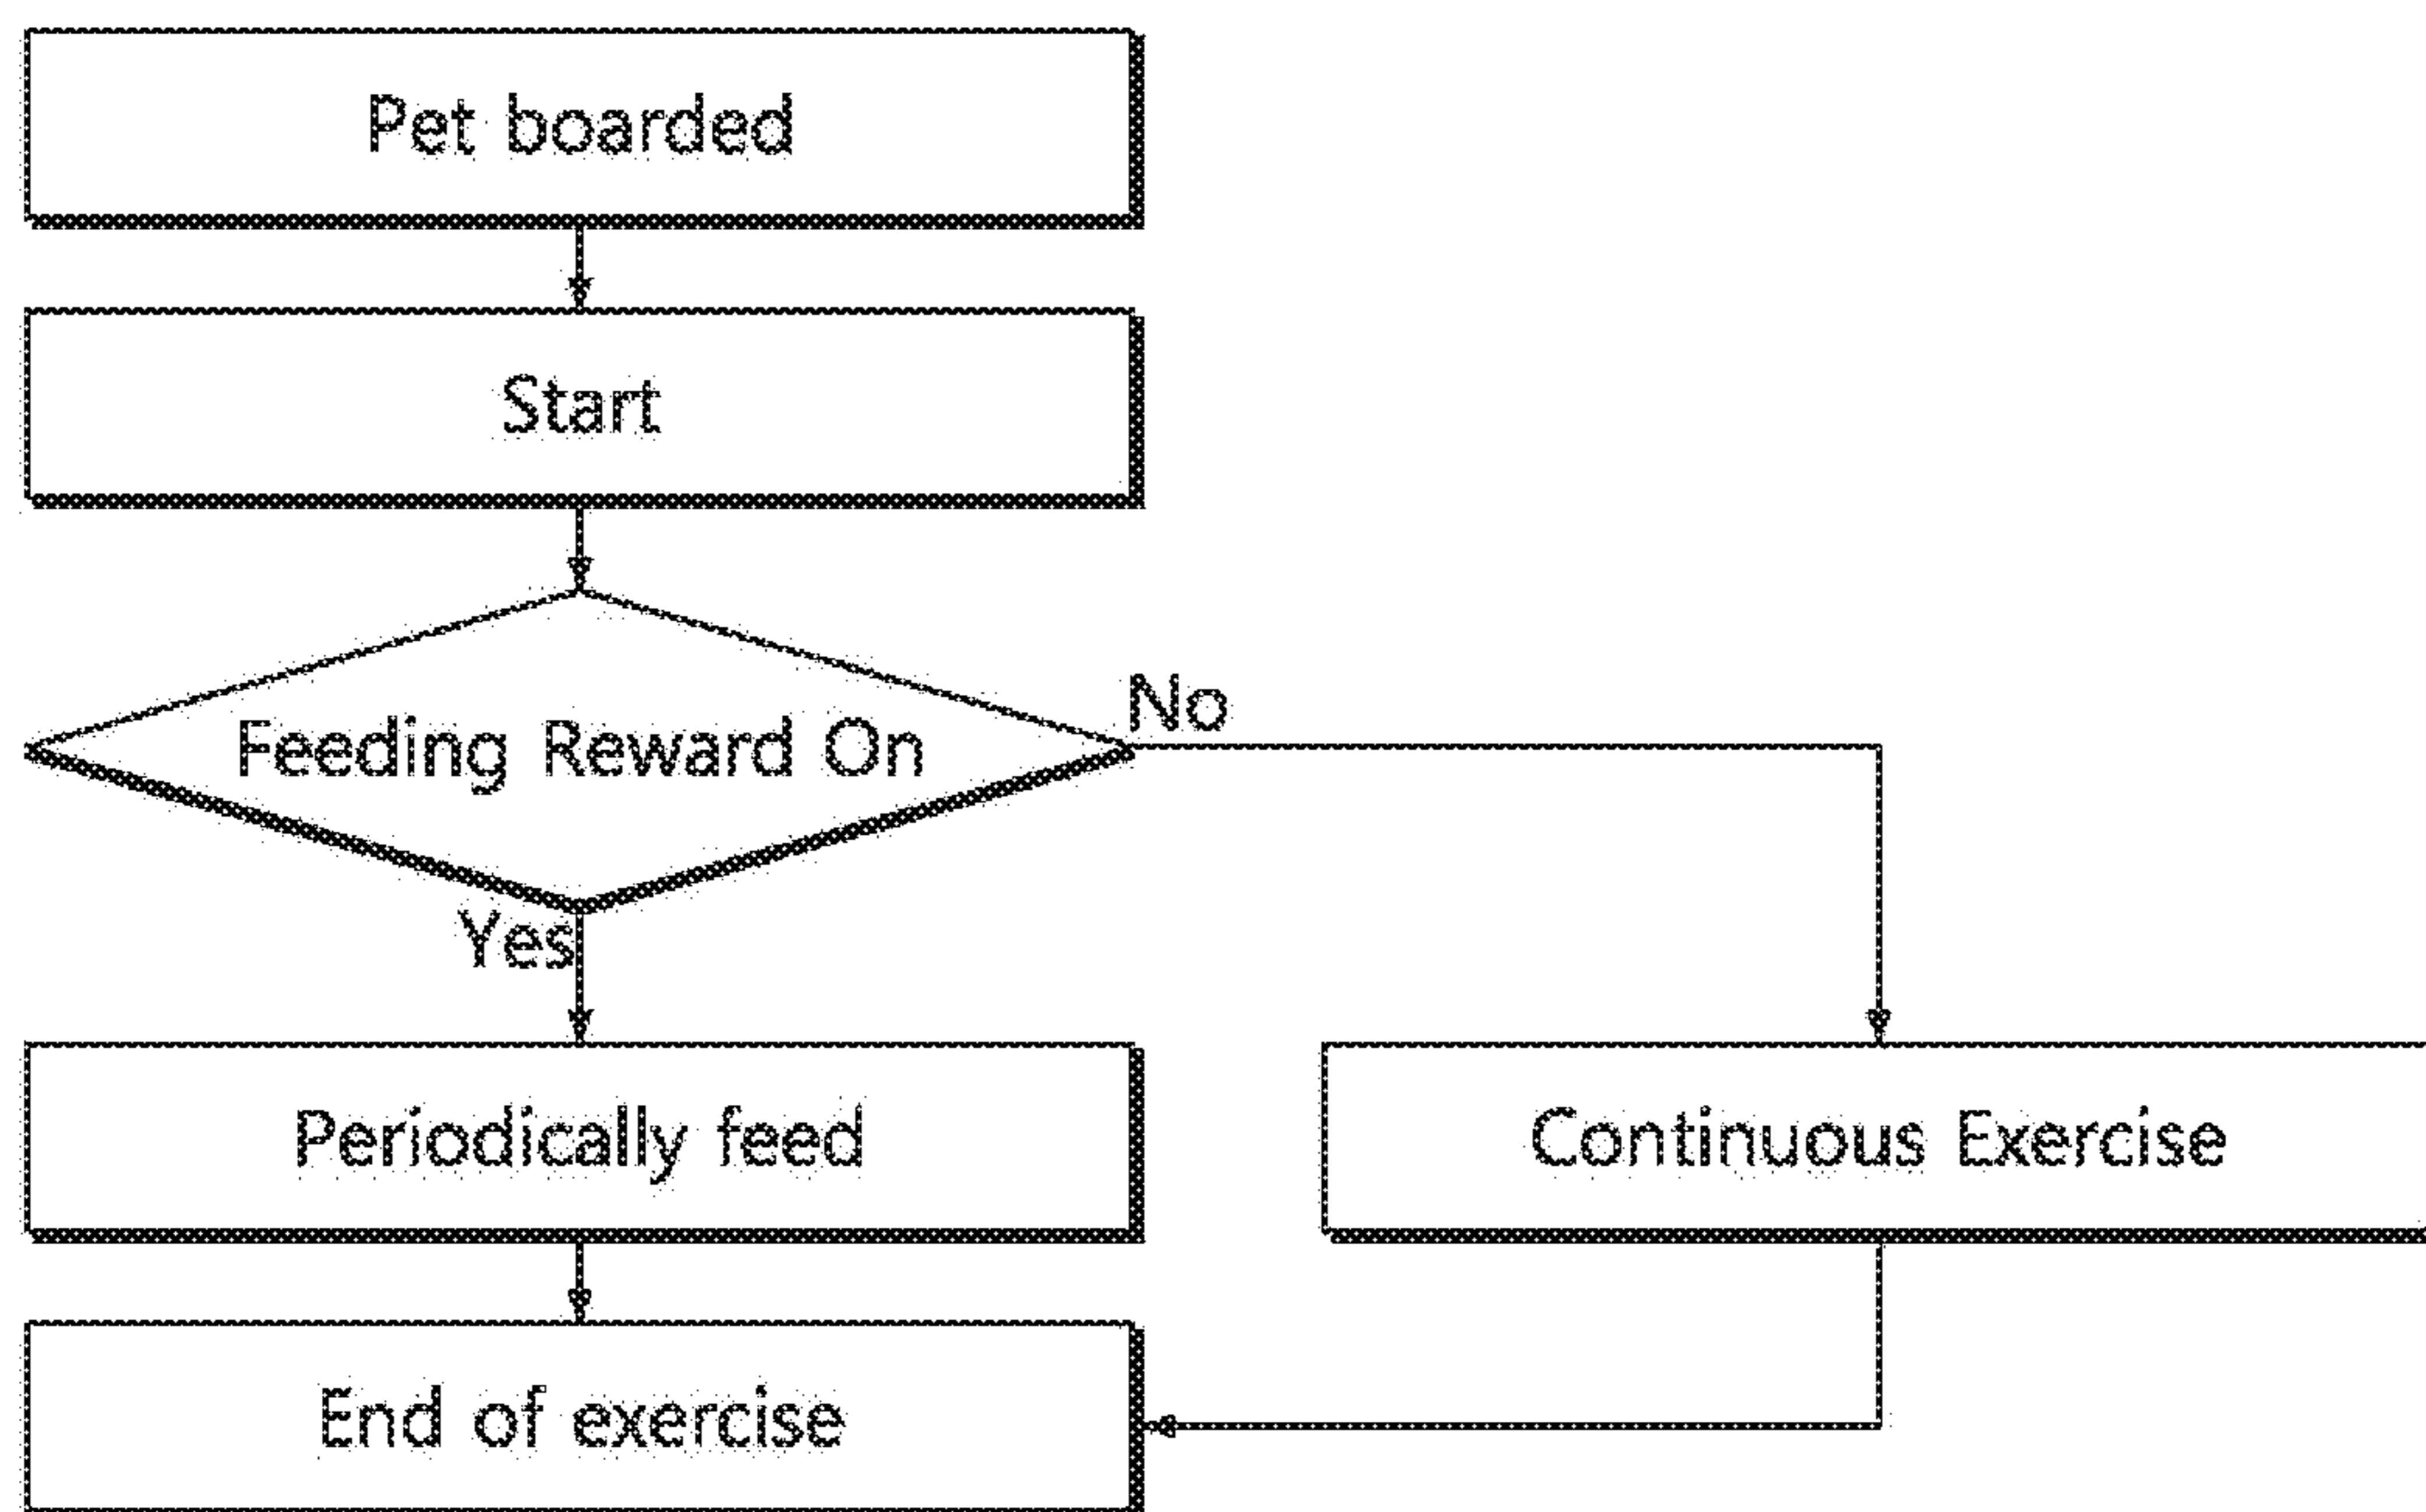 Pet boarded
Start
Feeding Reward On
No
Yes
Periodically feed
Continuous Exercise
End of exercise